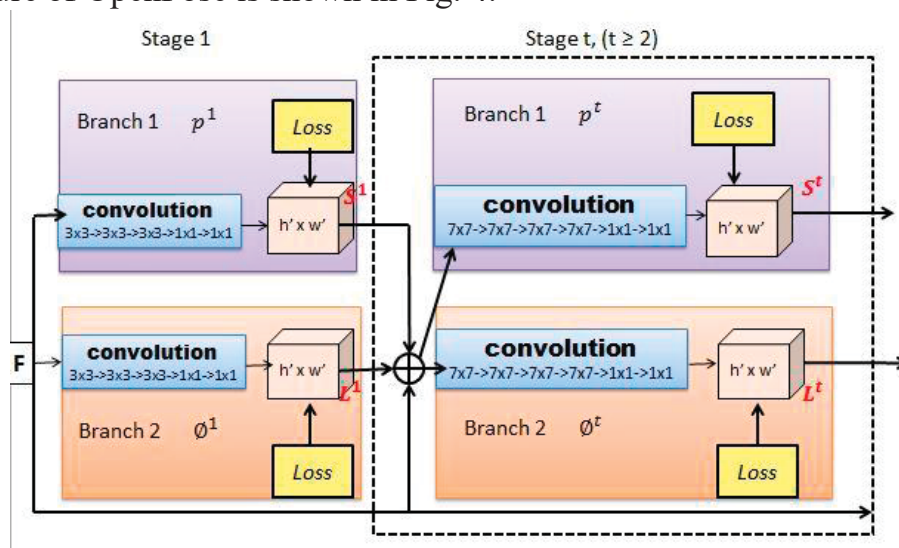 Stage 1
Stage t, (t ≥ 2)
Branch 1 p¹
Loss
convolution
3x3->3x3->3x3->1x1->1x1
h' x w'
S¹
Branch 1 pᵗ
Loss
convolution
7x7->7x7->7x7->7x7->1x1->1x1
h' x w'
Sᵗ
F
convolution
3x3->3x3->3x3->1x1->1x1
h' x w'
L¹
Branch 2 Ø¹
Loss
convolution
7x7->7x7->7x7->7x7->1x1->1x1
h' x w'
Lᵗ
Branch 2 Øᵗ
Loss